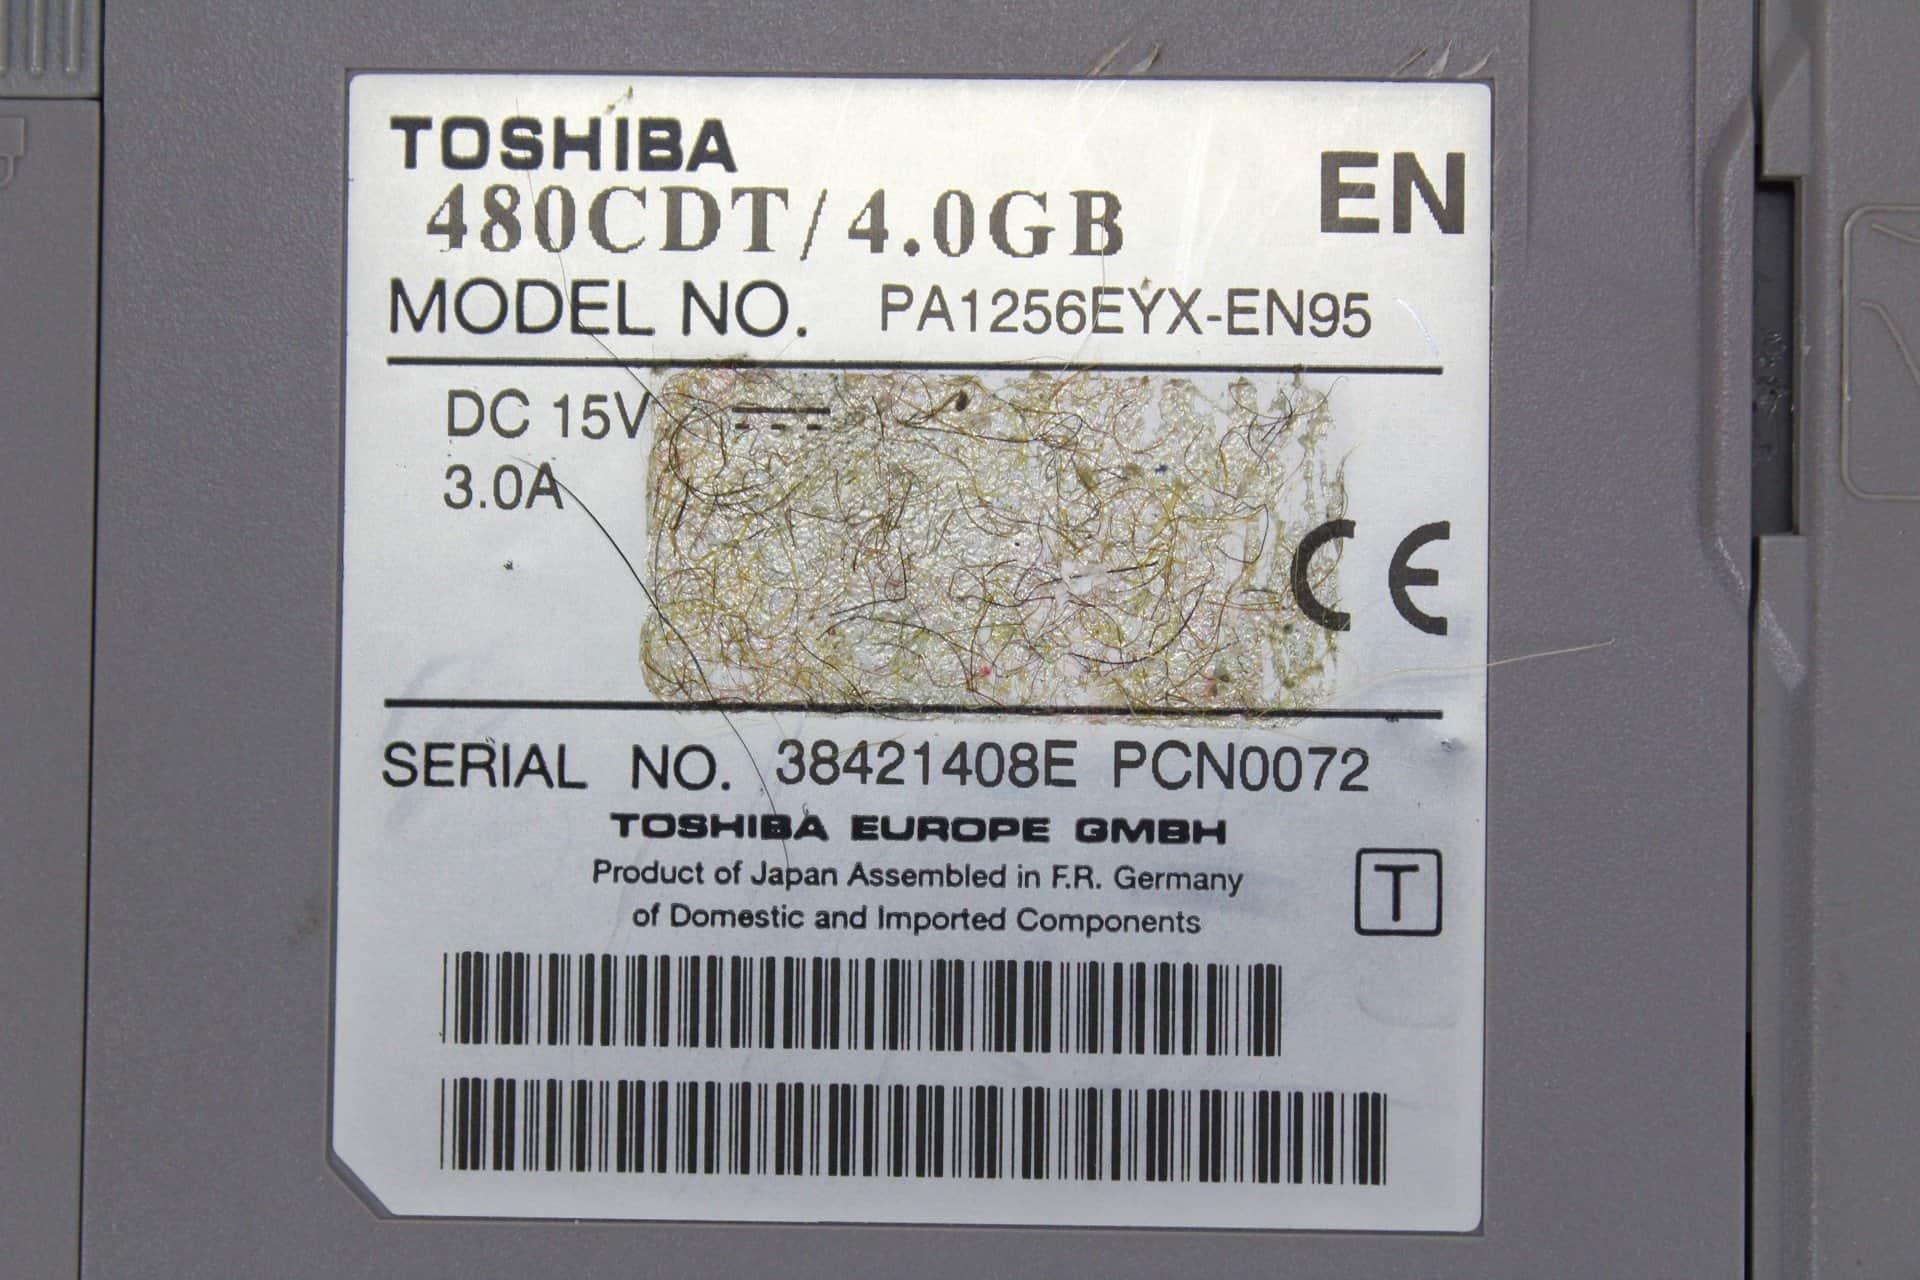 TOSHIBA
480CDT/4.0GB
EN
MODEL NO. PA1256EYX-EN95
DC 15V
3.0A
CE
SERIAL NO. 38421408E PCN0072
TOSHIBA EUROPE GMBH
Product of Japan Assembled in F.R. Germany
of Domestic and Imported Components
T